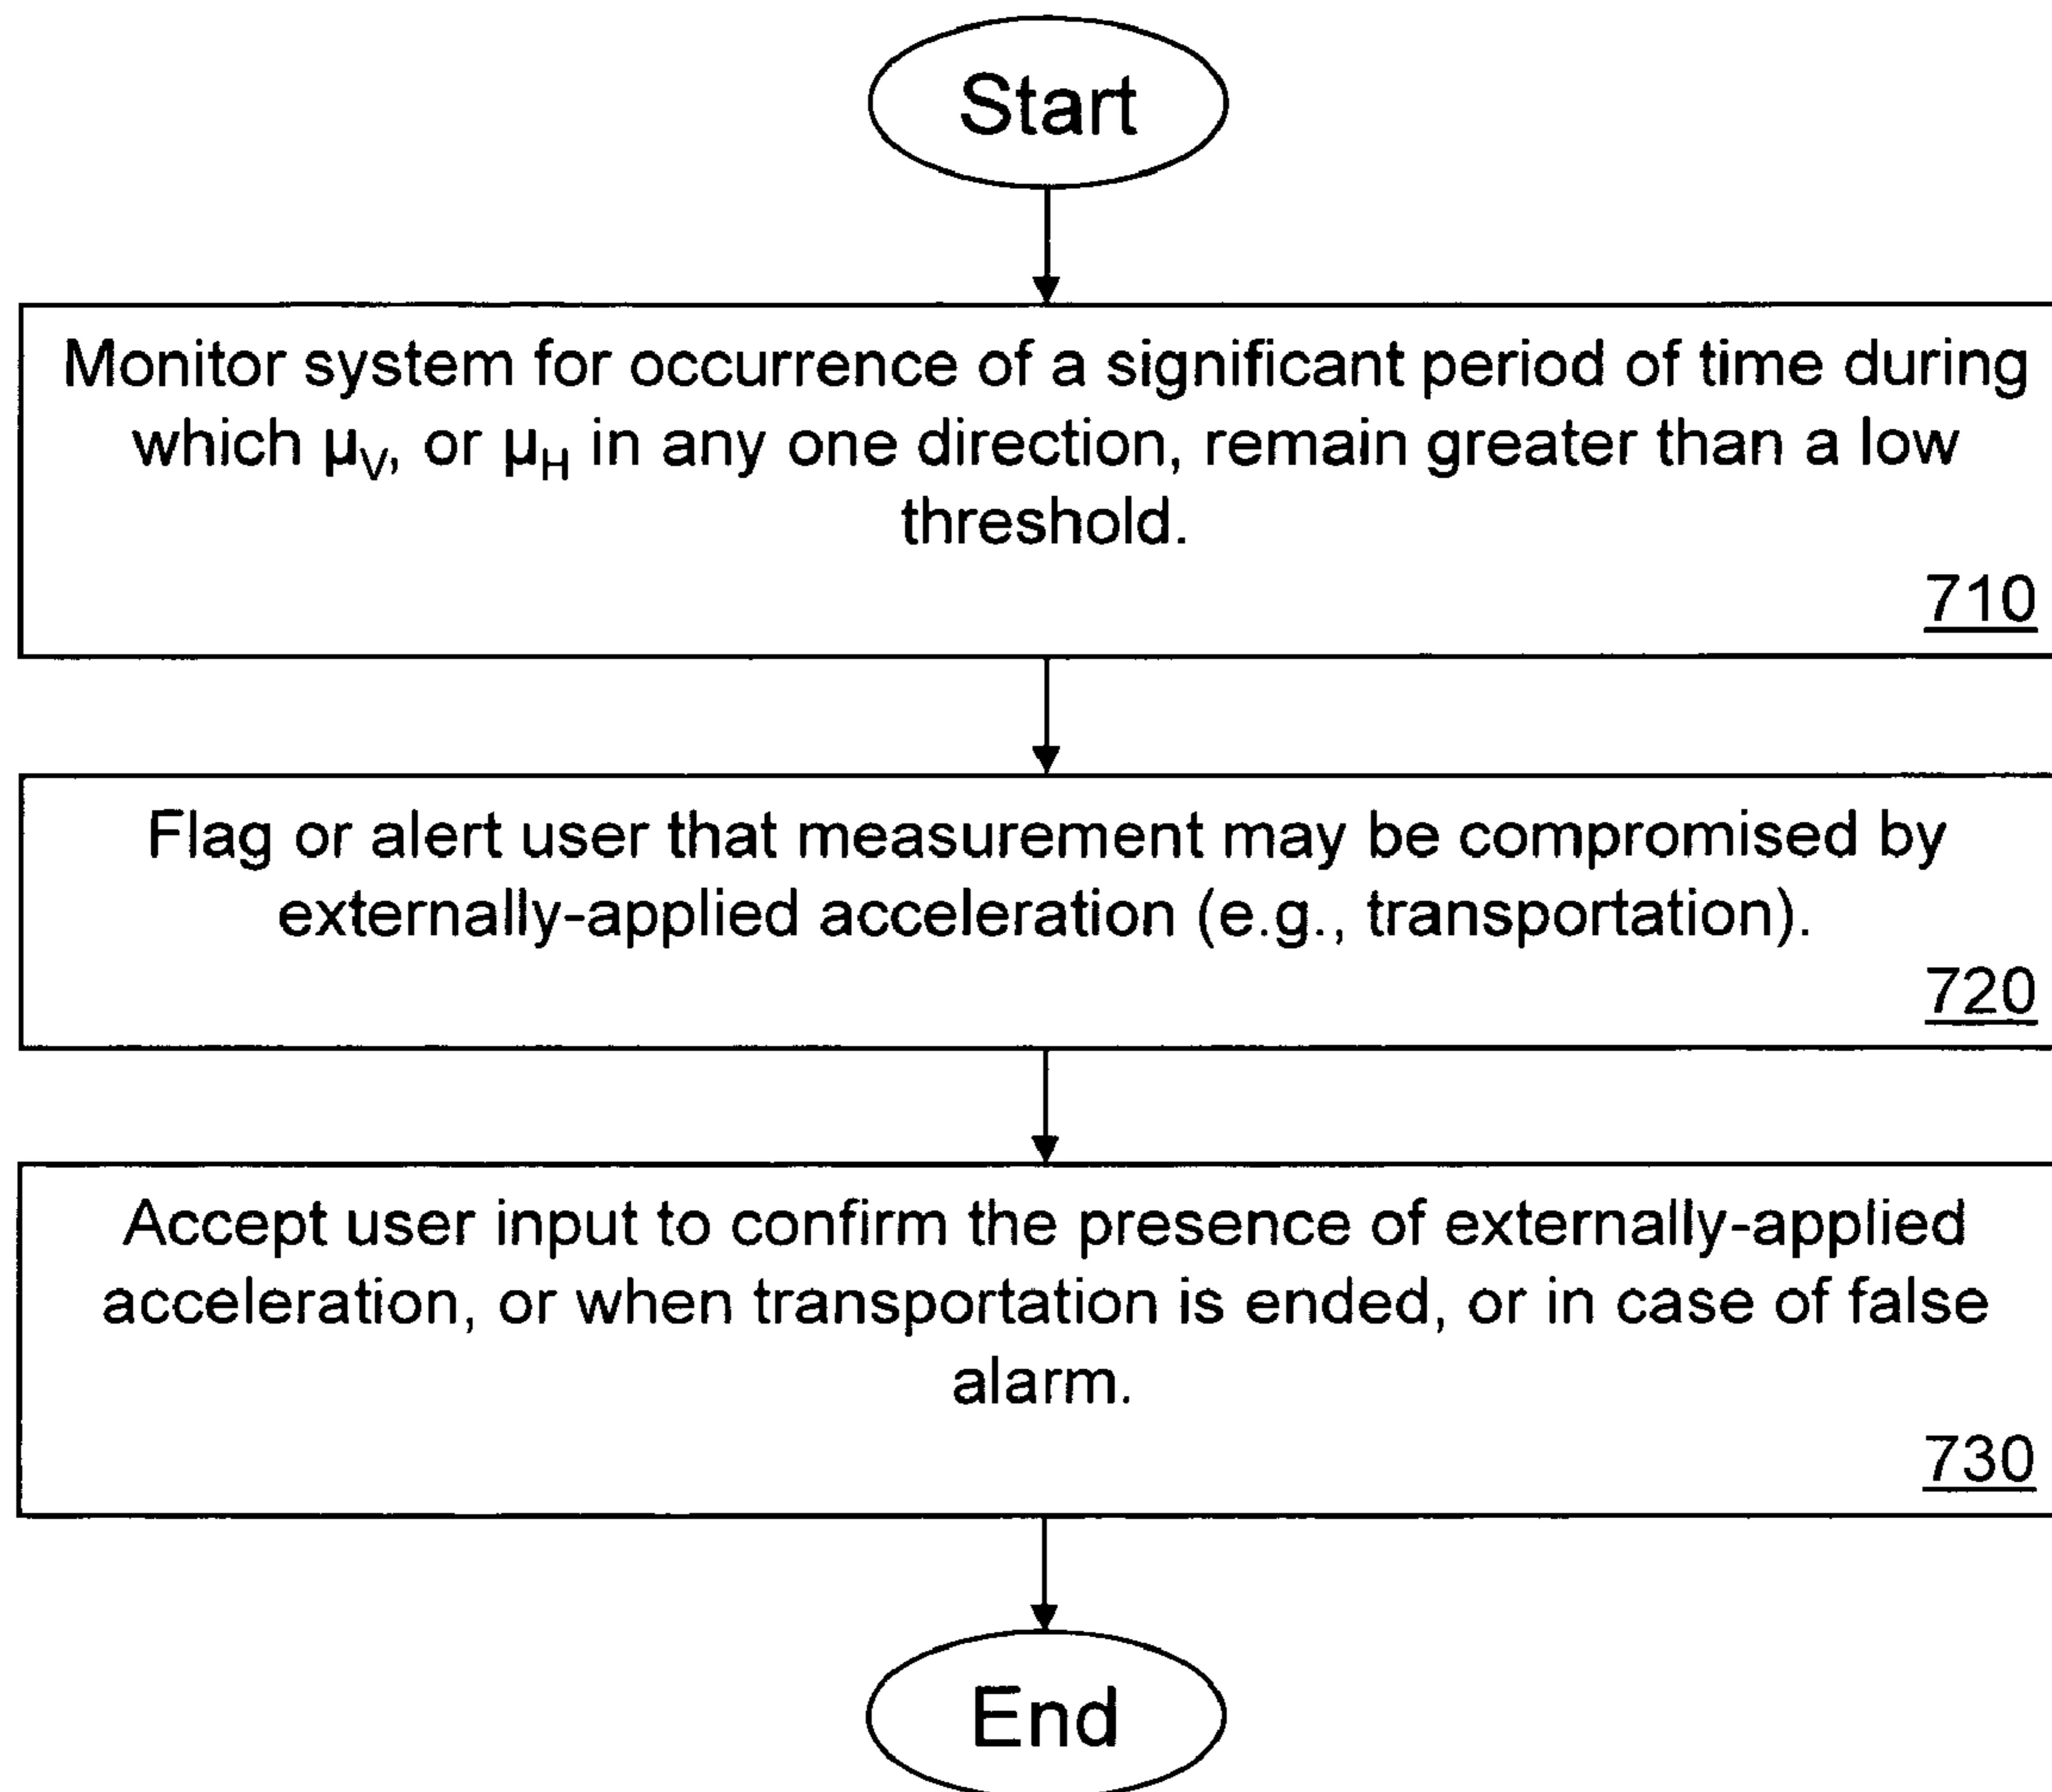 Start
Monitor system for occurrence of a significant period of time during
which μV, or μH in any one direction, remain greater than a low
threshold.
710
Flag or alert user that measurement may be compromised by
externally-applied acceleration (e.g., transportation).
720
Accept user input to confirm the presence of externally-applied
acceleration, or when transportation is ended, or in case of false
alarm.
730
End